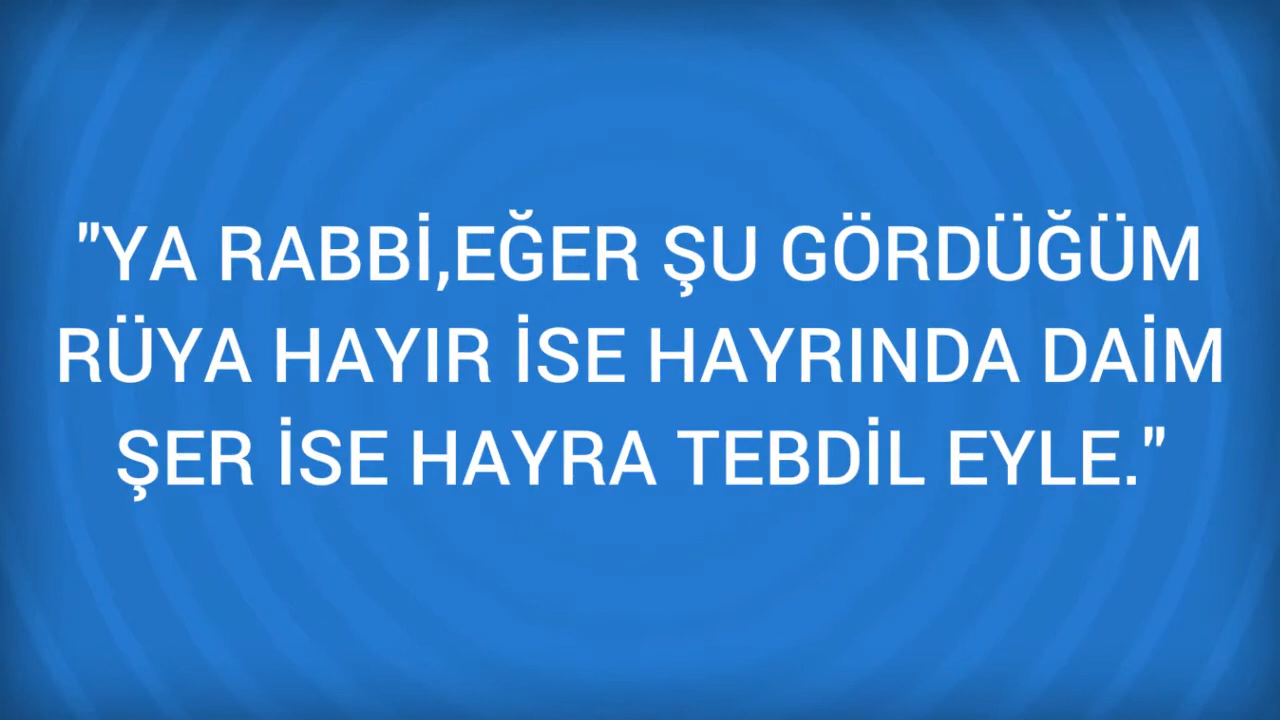 "YA RABBİ,EĞER ŞU GÖRDÜĞÜM
RÜYA HAYIR İSE HAYRINDA DAİM
ŞER İSE HAYRA TEBDİL EYLE."